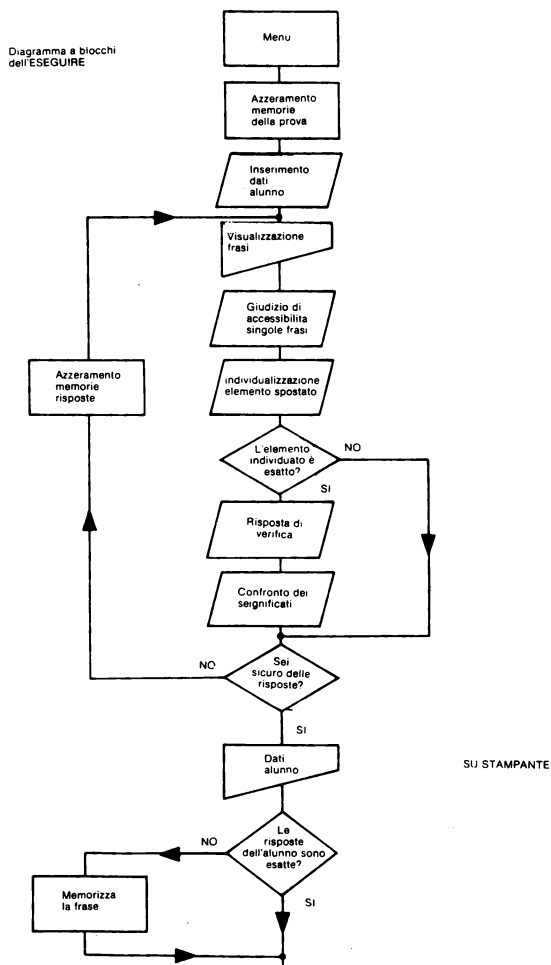 Diagramma a blocchi
dell'ESEGUIRE
Menu
Azzeramento
memorie
della prova
Inserimento
dati
alunno
Visualizzazione
frasi
Giudizio di
accessibilita
singole frasi
Azzeramento
memorie
risposte
individualizzazione
elemento spostato
L'elemento
individuato è
esatto?
NO
SI
Risposta di
verifica
Confronto dei
seignificati
Sei
sicuro delle
risposte?
NO
SI
Dati
alunno
SU STAMPANTE
Le
risposte
dell'alunno sono
esatte?
NO
SI
Memorizza
la frase